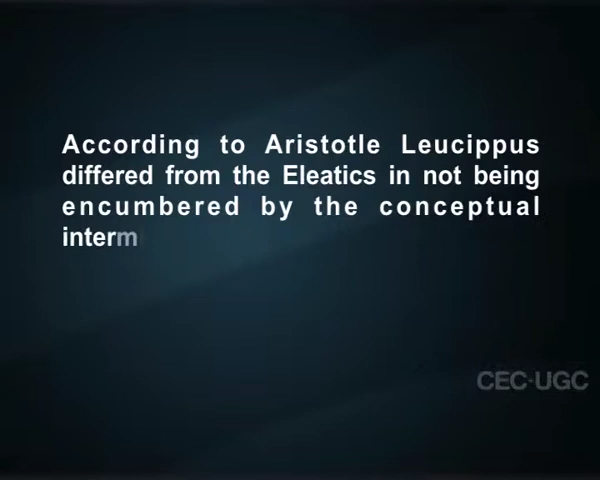 According to Aristotle Leucippus
differed from the Eleatics in not being
encumbered by the conceptual
interm
CEC-UGC